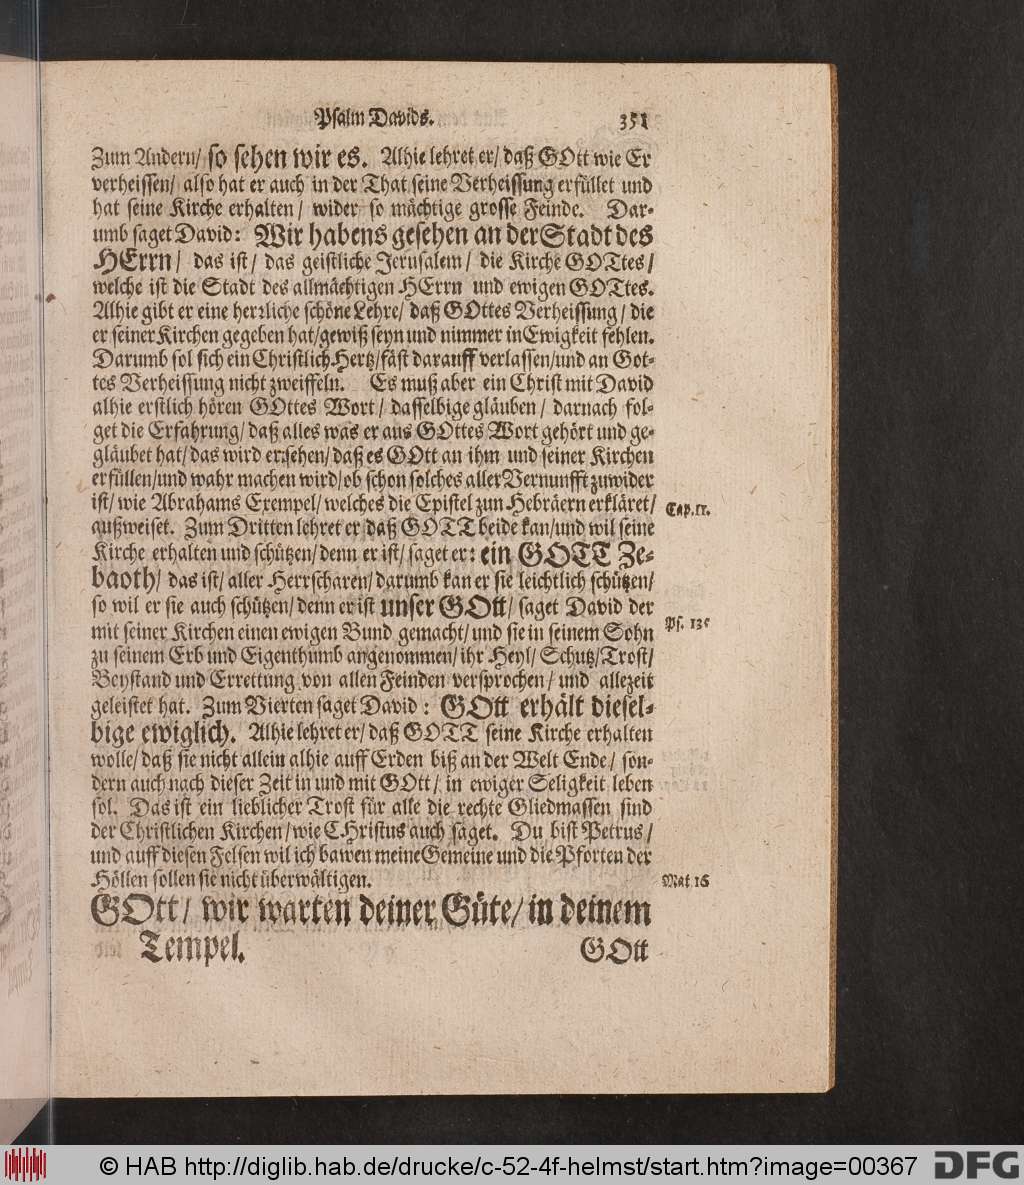 Psalm Davids. 351
Zum Andern/ so sehen wir es. Alhie lehret er/ daß GOtt wie Er
verheissen/ also hat er auch in der That seine Verheissung erfüllet und
hat seine Kirche erhalten/ wider so mächtige grosse Feinde. Dar-
umb saget David: Wir habens gesehen an der Stadt des
HErrn/ das ist/ das geistliche Jerusalem/ die Kirche GOTtes/
welche ist die Stadt des allmächtigen HErrn und ewigen GOTtes.
Alhie gibt er eine herꝛliche schöne Lehre/ daß GOttes Verheissung/ die
er seiner Kirchen gegeben hat/ gewiß seyn und nimmer in Ewigkeit fehlen.
Darumb sol sich ein Christlich Hertz/ fäst darauff verlassen/ und an Got-
tes Verheissung nicht zweiffeln. Es muß aber ein Christ mit David
alhie erstlich hören GOttes Wort/ dasselbige gläuben/ darnach fol-
get die Erfahrung/ daß alles was er aus GOttes Wort gehört und ge-
gläubet hat/ das wird erꝛsehen/ daß es GOtt an ihm und seiner Kirchen
erfüllen/ und wahr machen wird/ ob schon solches aller Vernunfft zuwider
ist/ wie Abrahams Exempel/ welches die Epistel zun Hebräern erkläret/
außweiset. Zum Dritten lehret er/ daß GOTT beide kan/ und wil seine
Cap. 11.
Kirche erhalten und schützen/ denn er ist/ saget er: ein GOTT Ze-
baoth/ das ist/ aller Herrscharen/ darumb kan er sie leichtlich schützen/
so wil er sie auch schützen/ denn er ist unser GOtt/ saget David der
mit seiner Kirchen einen ewigen Bund gemacht/ und sie in seinem Sohn
Ps. 13
zu seinem Erb und Eigenthumb angenommen/ ihr Heyl/ Schutz/ Trost/
Beystand und Errettung von allen Feinden versprochen/ und allezeit
geleistet hat. Zum Vierten saget David: GOtt erhält diesel-
bige ewiglich. Alhie lehret er/ daß GOTT seine Kirche erhalten
wolle/ daß sie nicht allein alhie auff Erden biß an der Welt Ende/ son-
dern auch nach dieser Zeit in und mit GOtt/ in ewiger Seligkeit leben
sol. Das ist ein lieblicher Trost für alle die rechte Gliedmassen sind
der Christlichen Kirchen/ wie CHristus auch saget. Du bist Petrus/
und auff diesen Felsen wil ich bawen meine Gemeine und die Pforten der
Höllen sollen sie nicht überwältigen.
Mat. 16
GOtt/ wir warten deiner Güte/ in deinem
Tempel.
GOtt
© HAB http://diglib.hab.de/drucke/c-52-4f-helmst/start.htm?image=00367
DFG